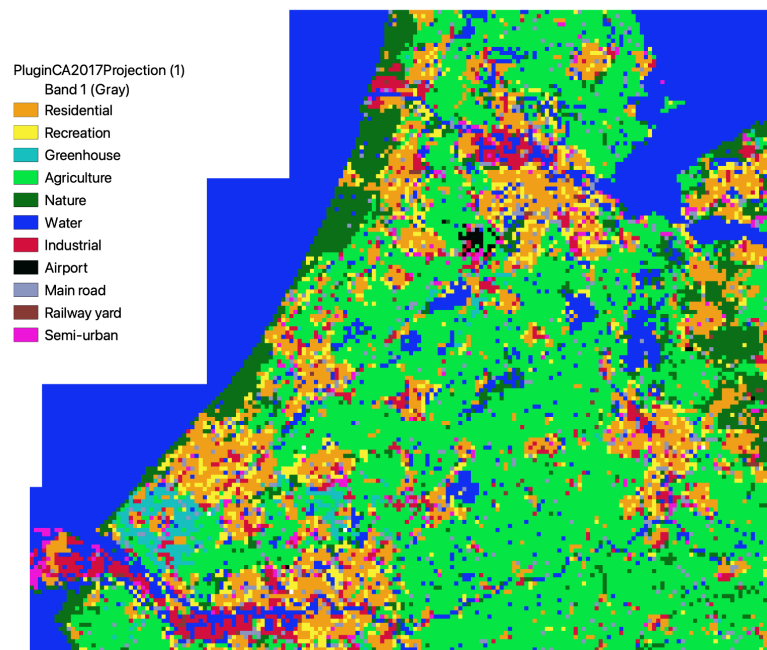 PluginCA2017Projection (1)
Band 1 (Gray)
Residential
Recreation
Greenhouse
Agriculture
Nature
Water
Industrial
Airport
Main road
Railway yard
Semi-urban